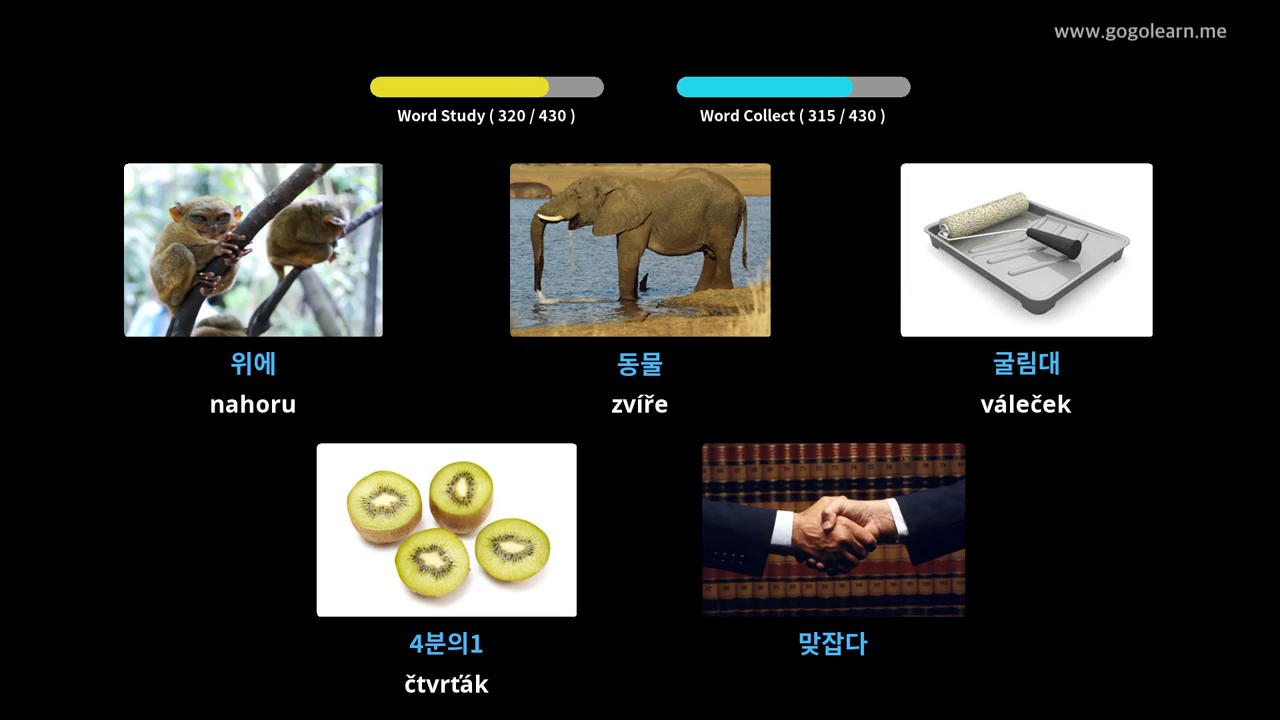 www.gogolearn.me
Word Study ( 320 / 430 )
Word Collect ( 315 / 430 )
위에
nahoru
동물
zvíře
굴림대
váleček
4분의1
čtvrťák
맞잡다